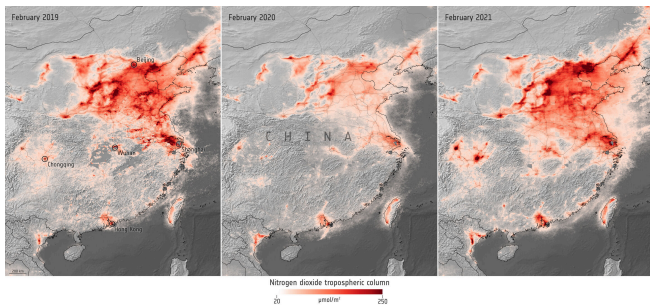 February 2019
February 2020
February 2021
Beijing
CHINA
Wuhan
Shanghai
Chongqing
Hong Kong
Nitrogen dioxide tropospheric column
20
µmol/m²
250